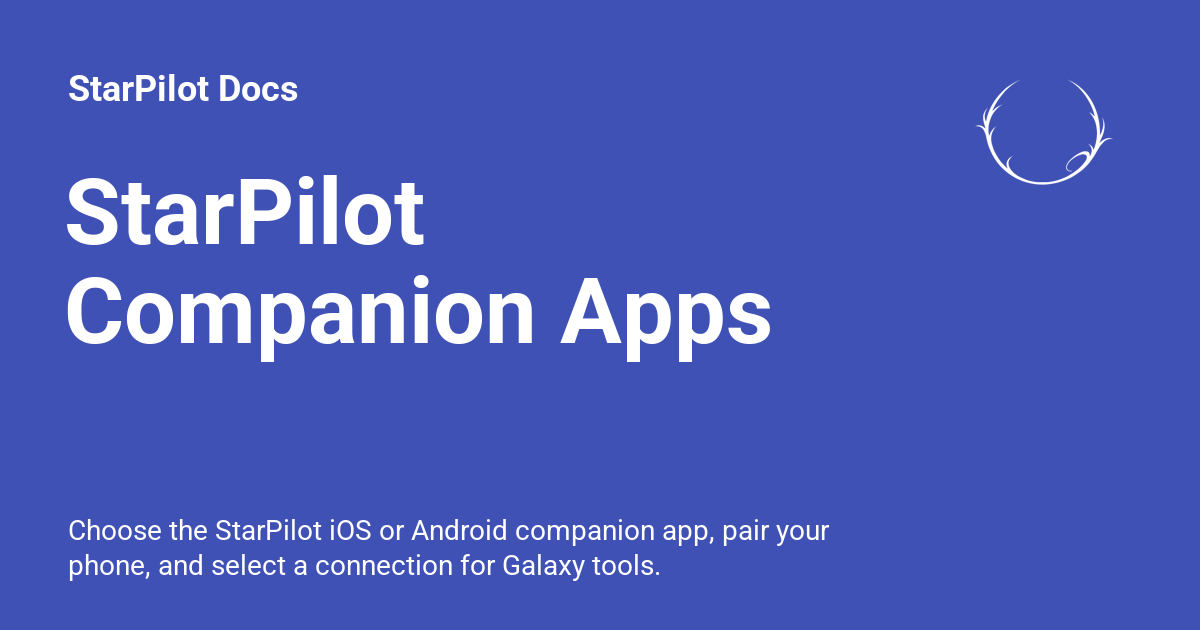 StarPilot Docs
StarPilot
Companion Apps
Choose the StarPilot iOS or Android companion app, pair your
phone, and select a connection for Galaxy tools.